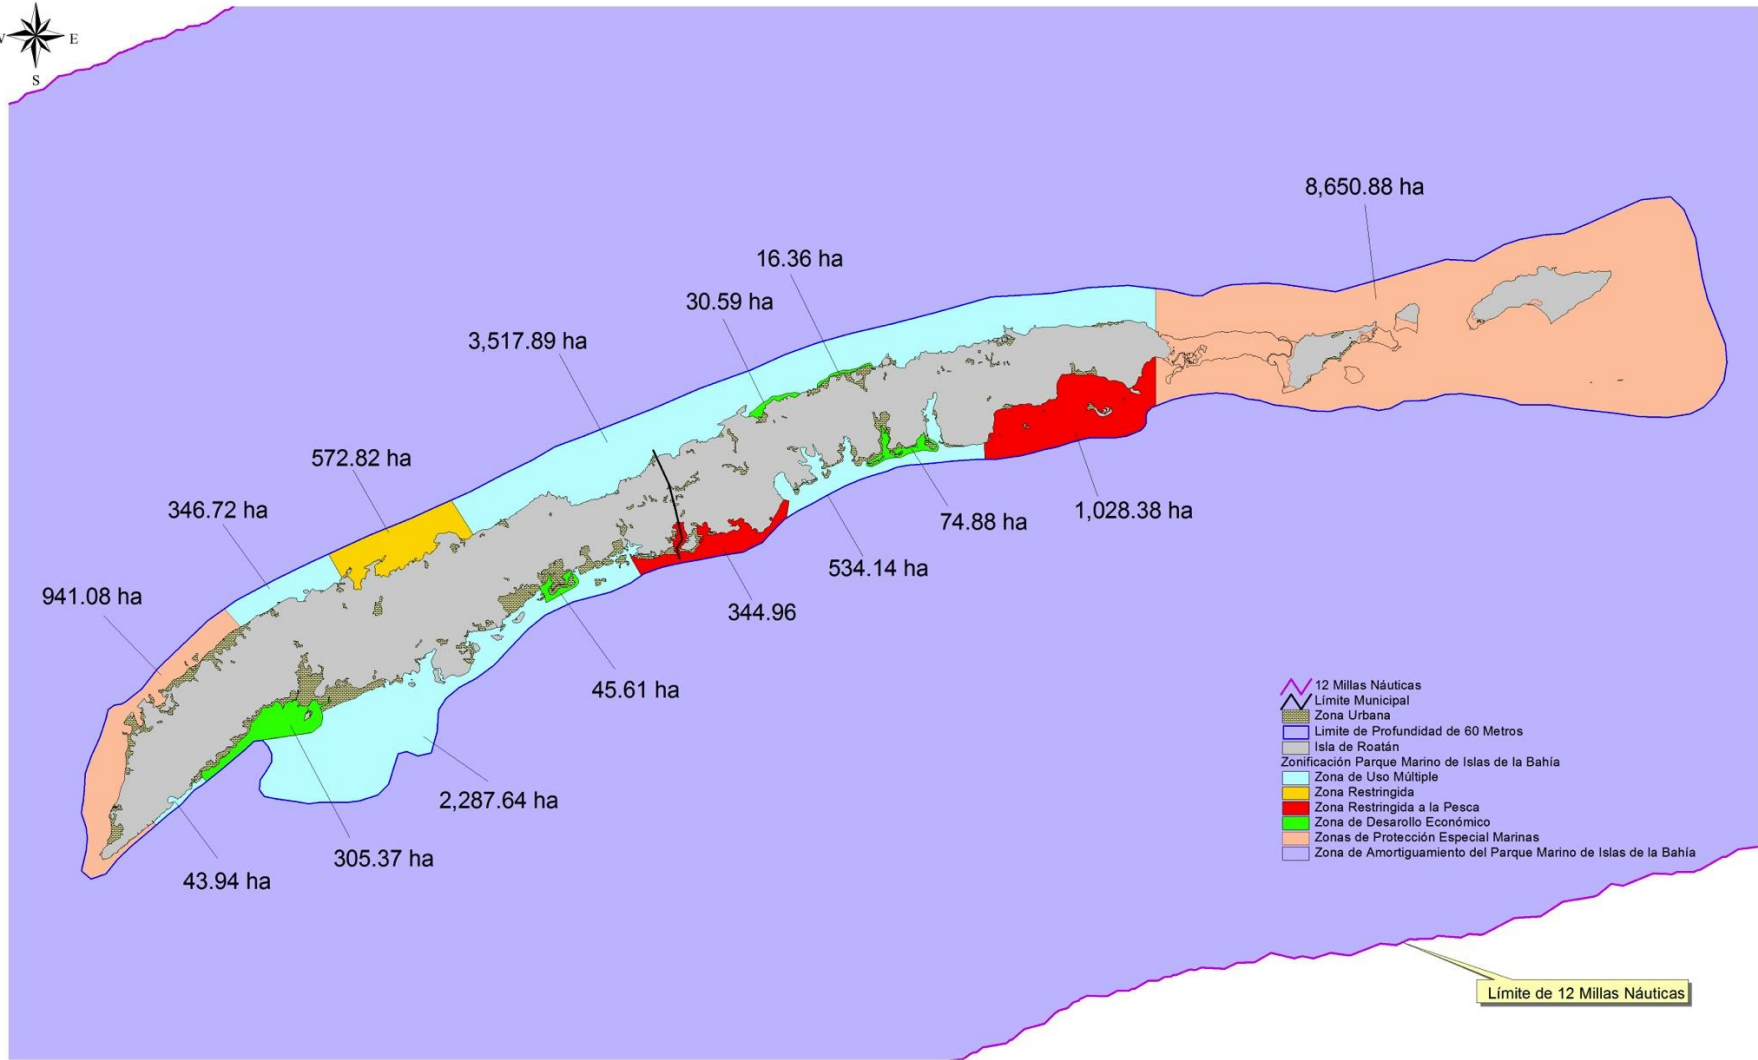 E
S
8,650.88 ha
16.36 ha
30.59 ha
3,517.89 ha
572.82 ha
346.72 ha
941.08 ha
74.88 ha
1,028.38 ha
534.14 ha
344.96
45.61 ha
2,287.64 ha
305.37 ha
43.94 ha
12 Millas Náuticas
Límite Municipal
Zona Urbana
Limite de Profundidad de 60 Metros
Isla de Roatán
Zonificación Parque Marino de Islas de la Bahía
Zona de Uso Múltiple
Zona Restringida
Zona Restringida a la Pesca
Zona de Desarollo Económico
Zonas de Protección Especial Marinas
Zona de Amortiguamiento del Parque Marino de Islas de la Bahía
Límite de 12 Millas Náuticas